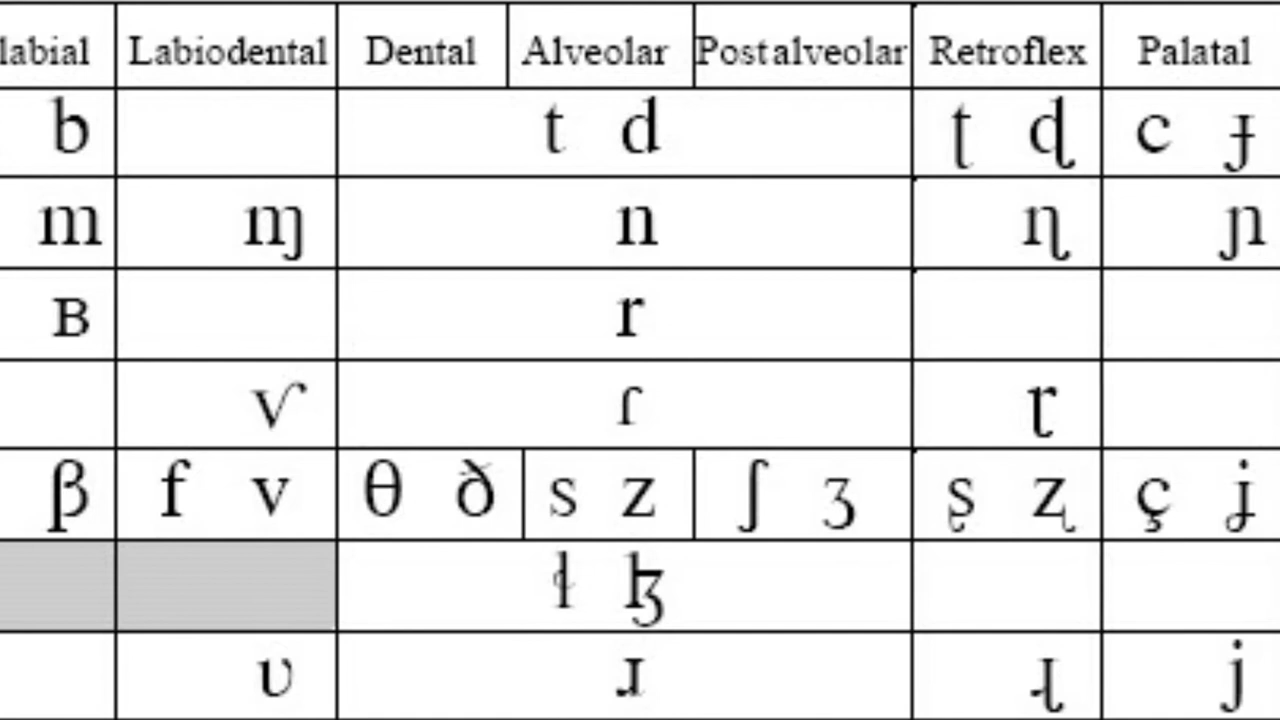 labial Labiodental Dental Alveolar Postalveolar Retroflex Palatal
b t d ʈ ɖ c ɟ
m ɱ n ɳ ɲ
ʙ r
ⱱ ɾ ɽ
β f v θ ð s z ʃ ʒ ʂ ʐ ç ʝ
ɬ ɮ
ʋ ɹ ɻ j